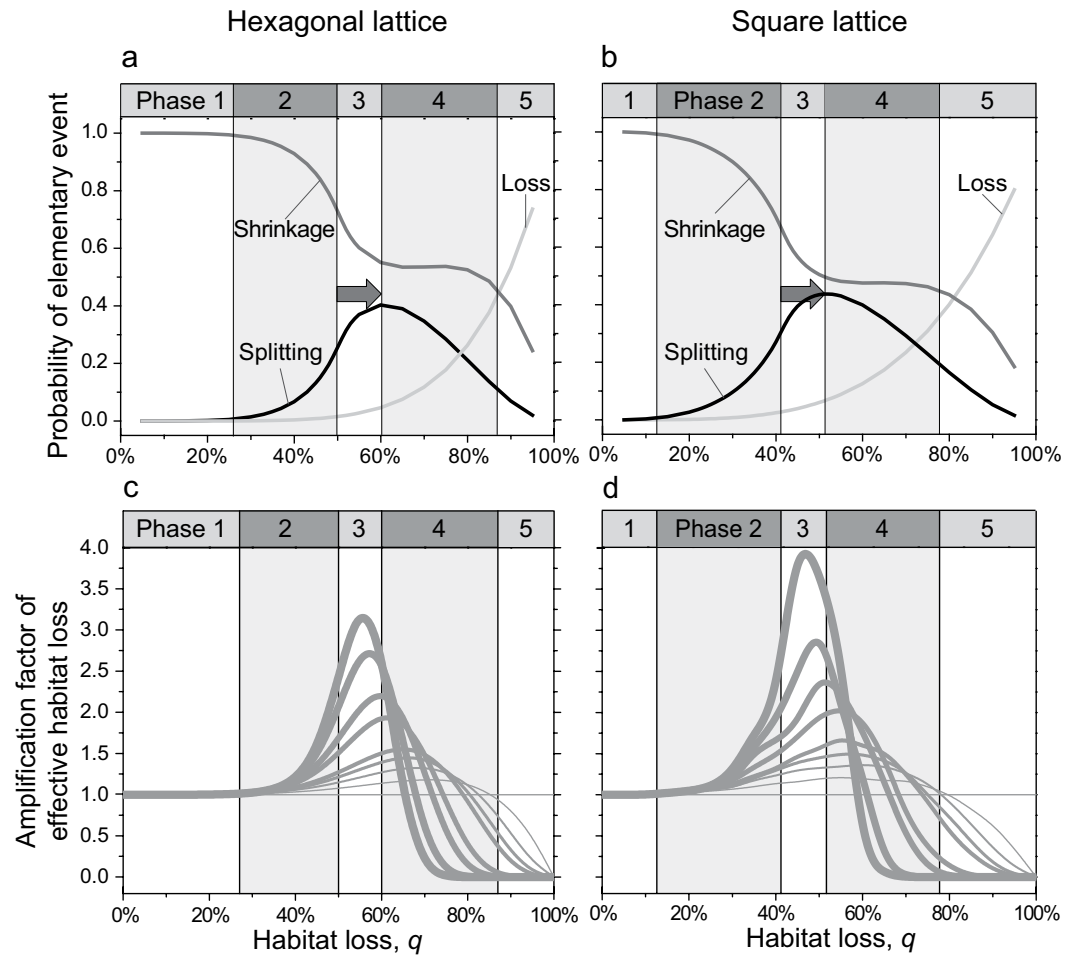 Hexagonal lattice
Square lattice
a
b
Phase 1 2 3 4 5
1 Phase 2 3 4 5
Probability of elementary event
1.0
0.8
0.6
0.4
0.2
0.0
Loss
Shrinkage
Splitting
Loss
Shrinkage
Splitting
0% 20% 40% 60% 80% 100%
0% 20% 40% 60% 80% 100%
c
d
Phase 1 2 3 4 5
1 Phase 2 3 4 5
Amplification factor of
effective habitat loss
4.0
3.5
3.0
2.5
2.0
1.5
1.0
0.5
0.0
0% 20% 40% 60% 80% 100%
0% 20% 40% 60% 80% 100%
Habitat loss, q
Habitat loss, q